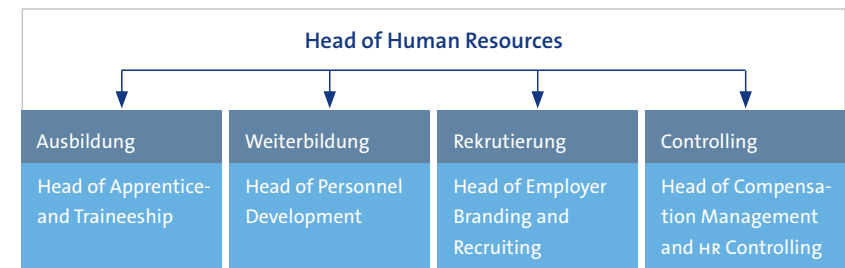 Head of Human Resources
Ausbildung
Head of Apprentice-
and Traineeship
Weiterbildung
Head of Personnel
Development
Rekrutierung
Head of Employer
Branding and
Recruiting
Controlling
Head of Compensa-
tion Management
and HR Controlling